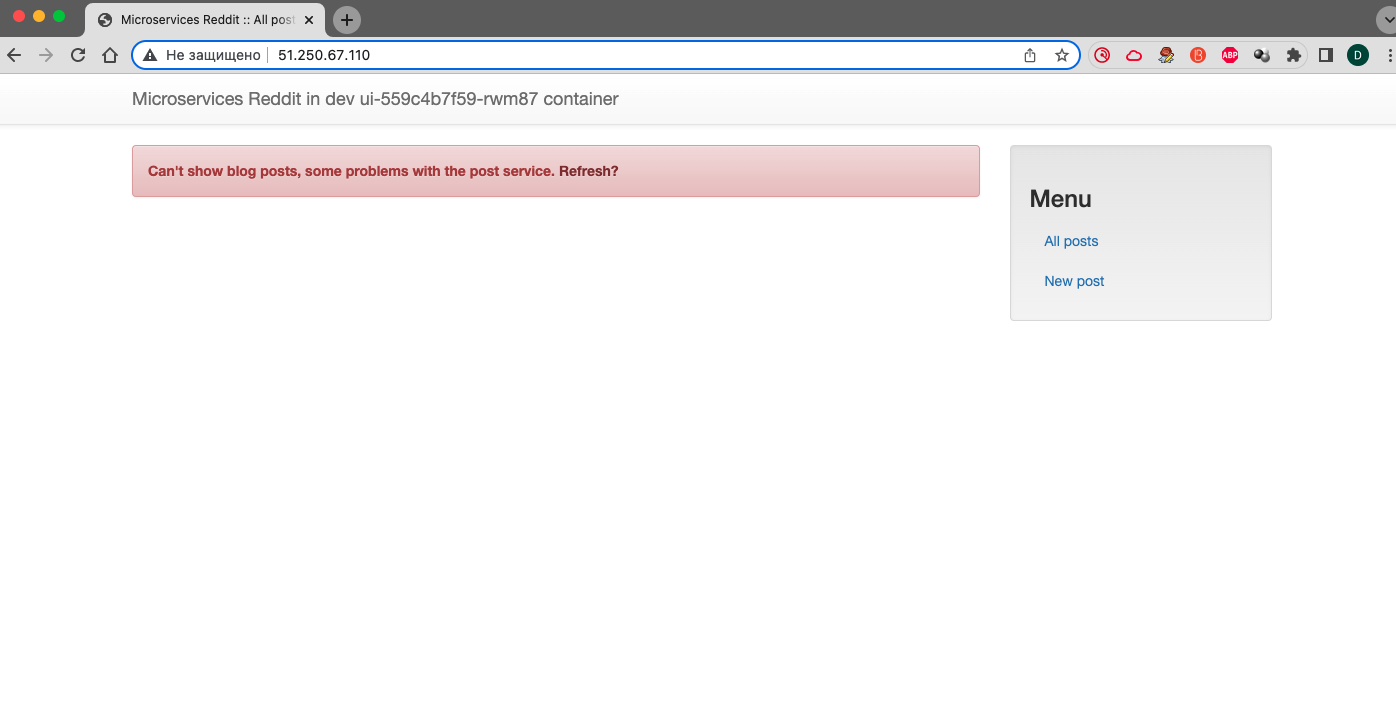 Microservices Reddit :: All post
Не защищено 51.250.67.110
ABP
D
Microservices Reddit in dev ui-559c4b7f59-rwm87 container
Can't show blog posts, some problems with the post service. Refresh?
Menu
All posts
New post